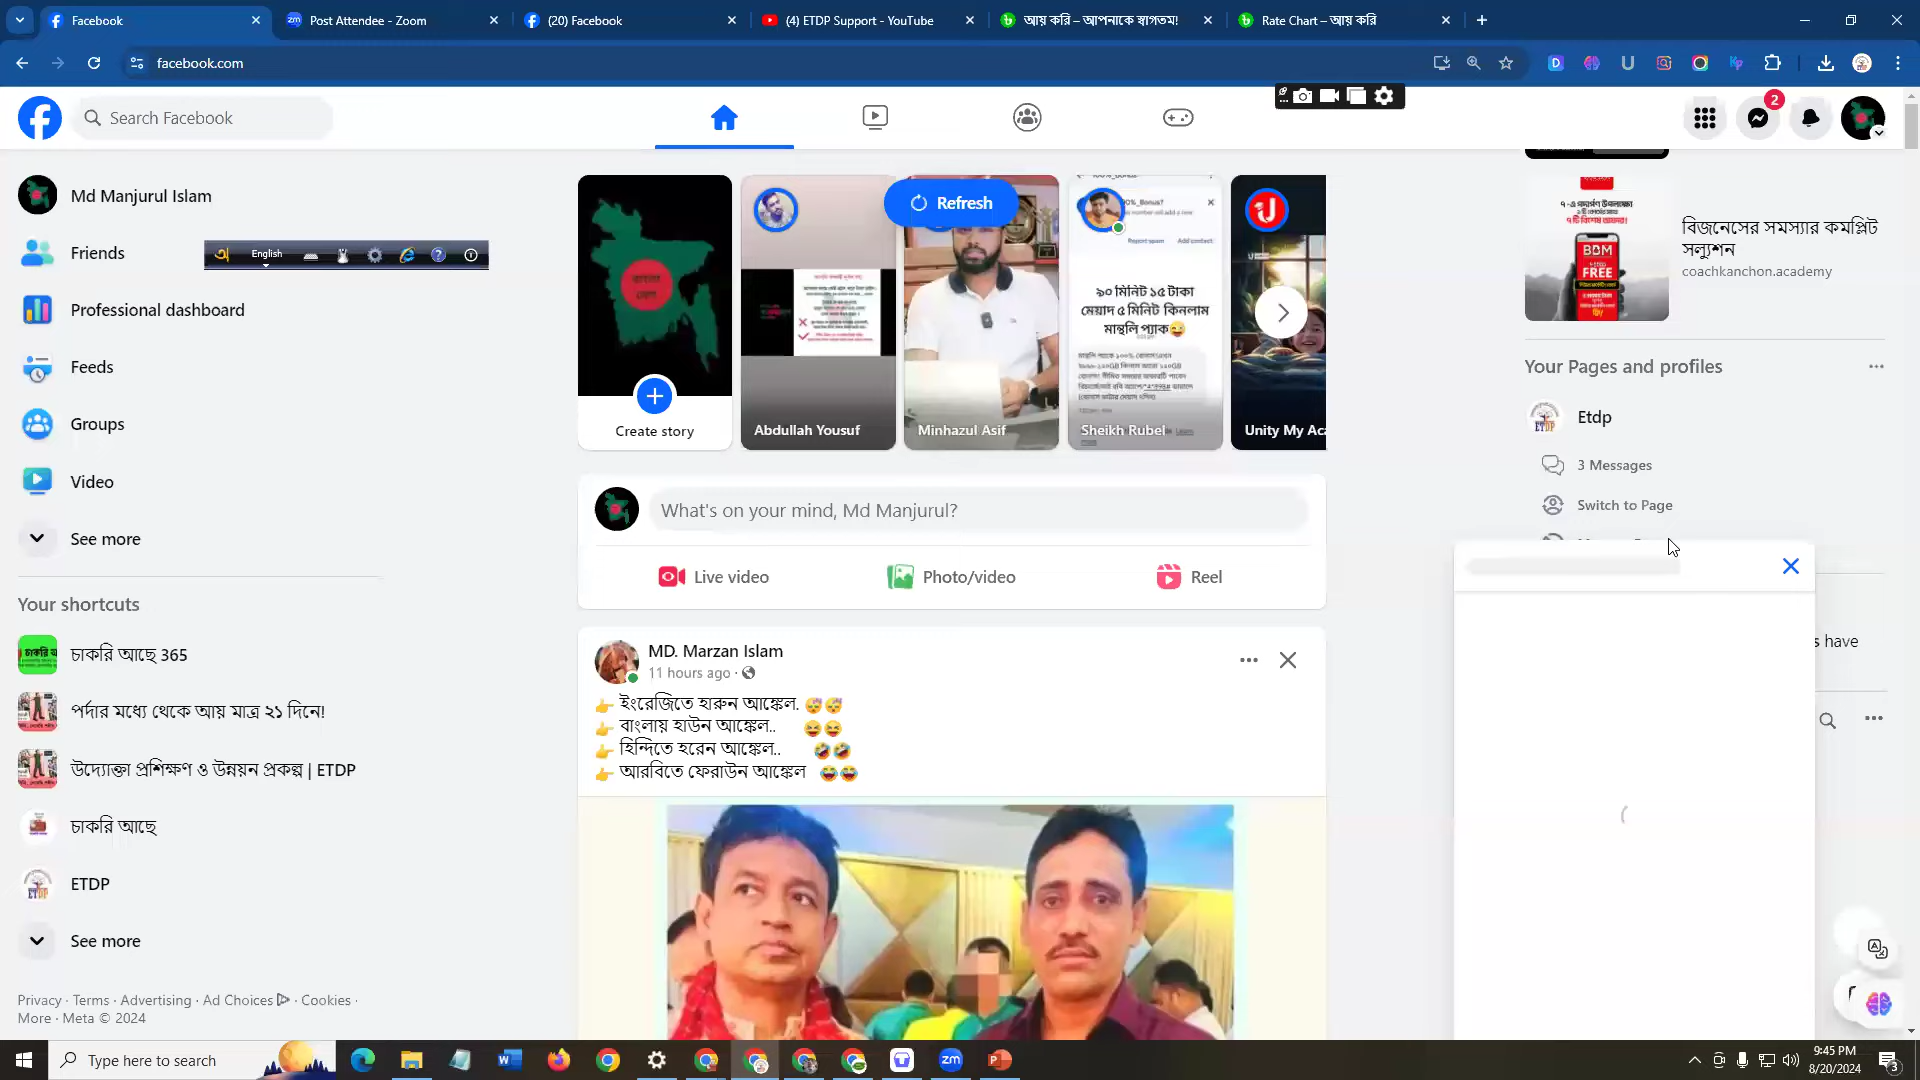 Facebook
Post Attendee - Zoom
(20) Facebook
(4) ETDP Support - YouTube
আয় করি – আপনাকে স্বাগতম!
Rate Chart – আয় করি
facebook.com
Search Facebook
2
Md Manjurul Islam
Friends
English
Professional dashboard
Feeds
Groups
Video
See more
Your shortcuts
চাকরি আছে 365
পর্দার মধ্যে থেকে আয় মাত্র ২১ দিনে!
উদ্যোক্তা প্রশিক্ষণ ও উন্নয়ন প্রকল্প | ETDP
চাকরি আছে
ETDP
See more
Privacy · Terms · Advertising · Ad Choices · Cookies ·
More · Meta © 2024
Refresh
Create story
Abdullah Yousuf
Minhazul Asif
৯০ মিনিট ১৫ টাকা
মেয়াদ ৫ মিনিট কিনলাম
মান্থলি প্যাক😂
Sheikh Rubel
Unity My Aca
What's on your mind, Md Manjurul?
Live video
Photo/video
Reel
MD. Marzan Islam
11 hours ago ·
👉 ইংরেজিতে হারুন আঙ্কেল. 😴😴
👉 বাংলায় হাউন আঙ্কেল.. 😝😝
👉 হিন্দিতে হরেন আঙ্কেল.. 🤣🤣
👉 আরবিতে ফেরাউন আঙ্কেল 😂😂
BBM
FREE
বিজনেসের সমস্যার কমপ্লিট
সল্যুশন
coachkanchon.academy
Your Pages and profiles
Etdp
3 Messages
Switch to Page
s have
Type here to search
9:45 PM
8/20/2024
3